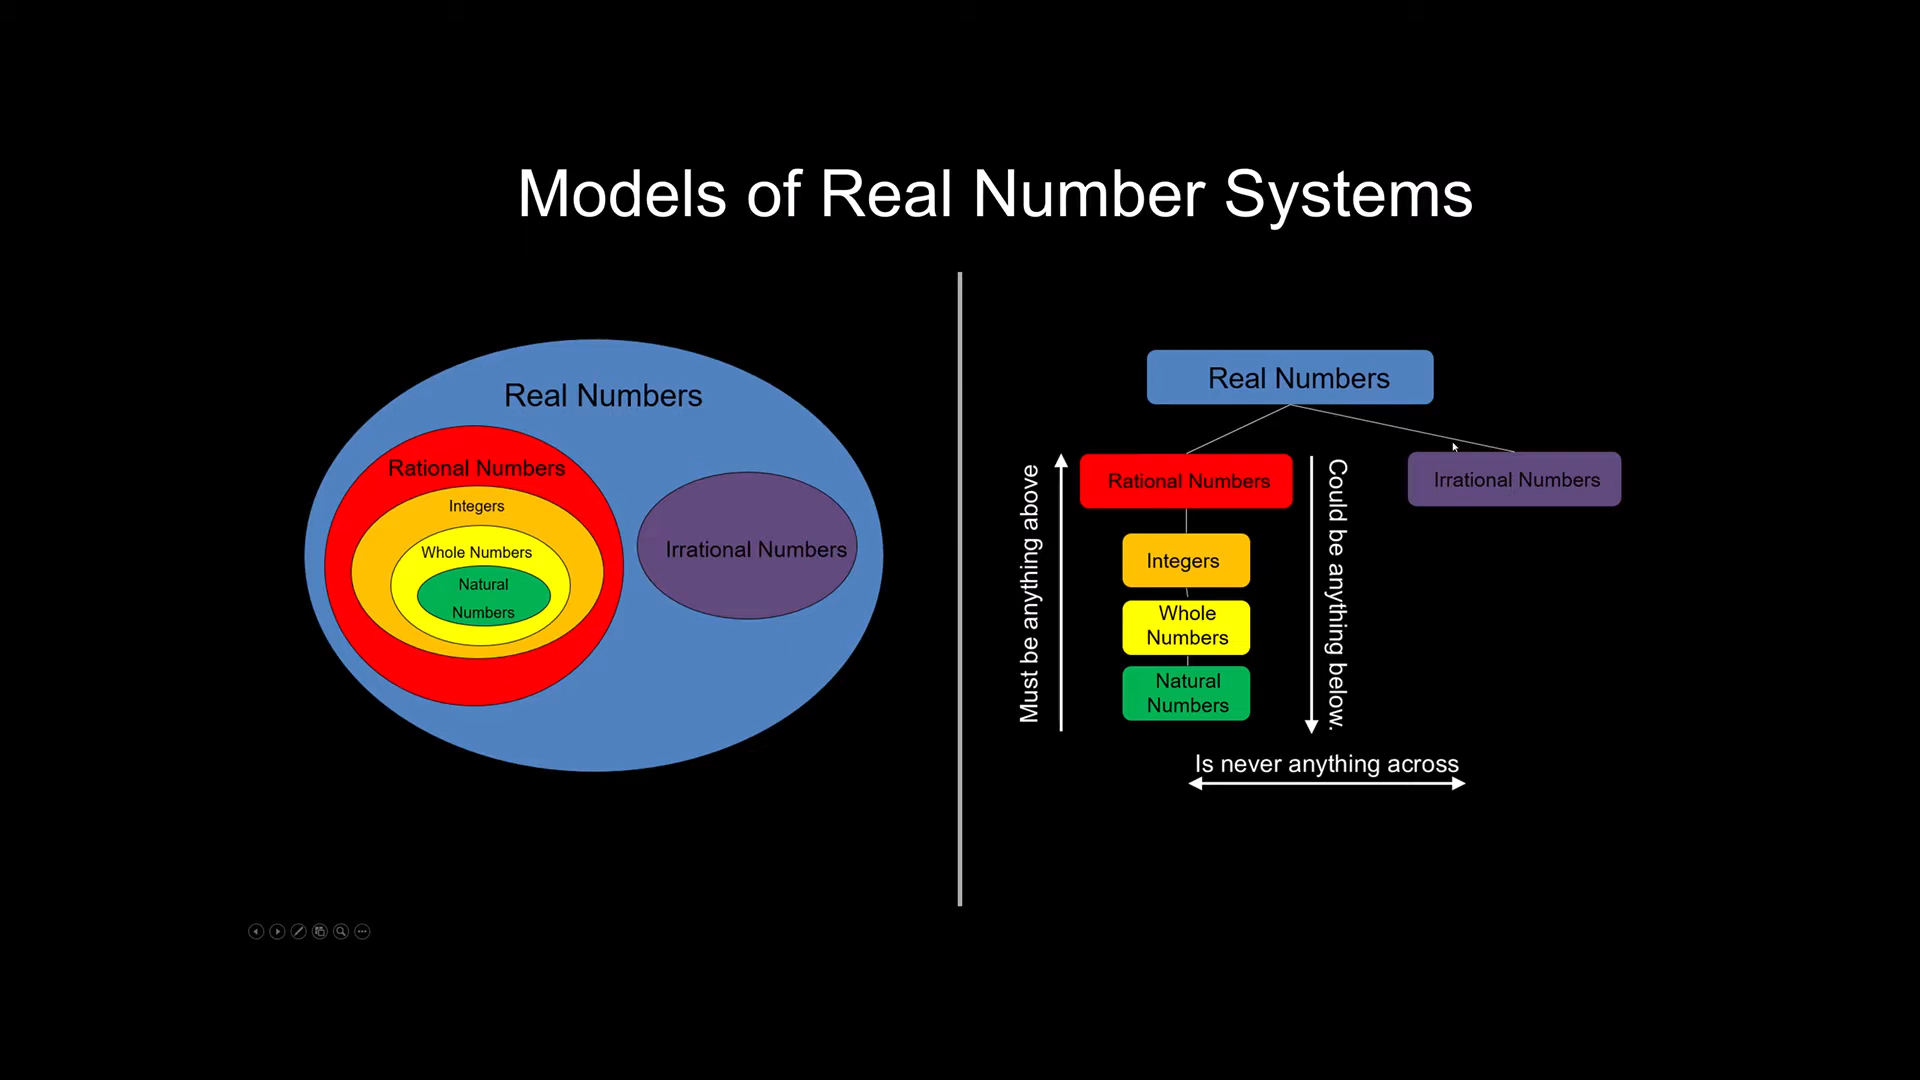 Models of Real Number Systems
Real Numbers
Rational Numbers
Integers
Whole Numbers
Natural
Numbers
Irrational Numbers
Real Numbers
Rational Numbers
Irrational Numbers
Integers
Whole
Numbers
Natural
Numbers
Must be anything above
Could be anything below.
Is never anything across